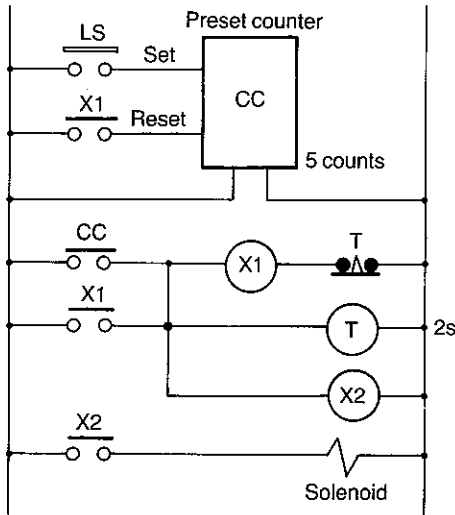 Preset counter
LS
Set
CC
X1
Reset
5 counts
CC
X1
T
X1
T
2s
X2
X2
Solenoid